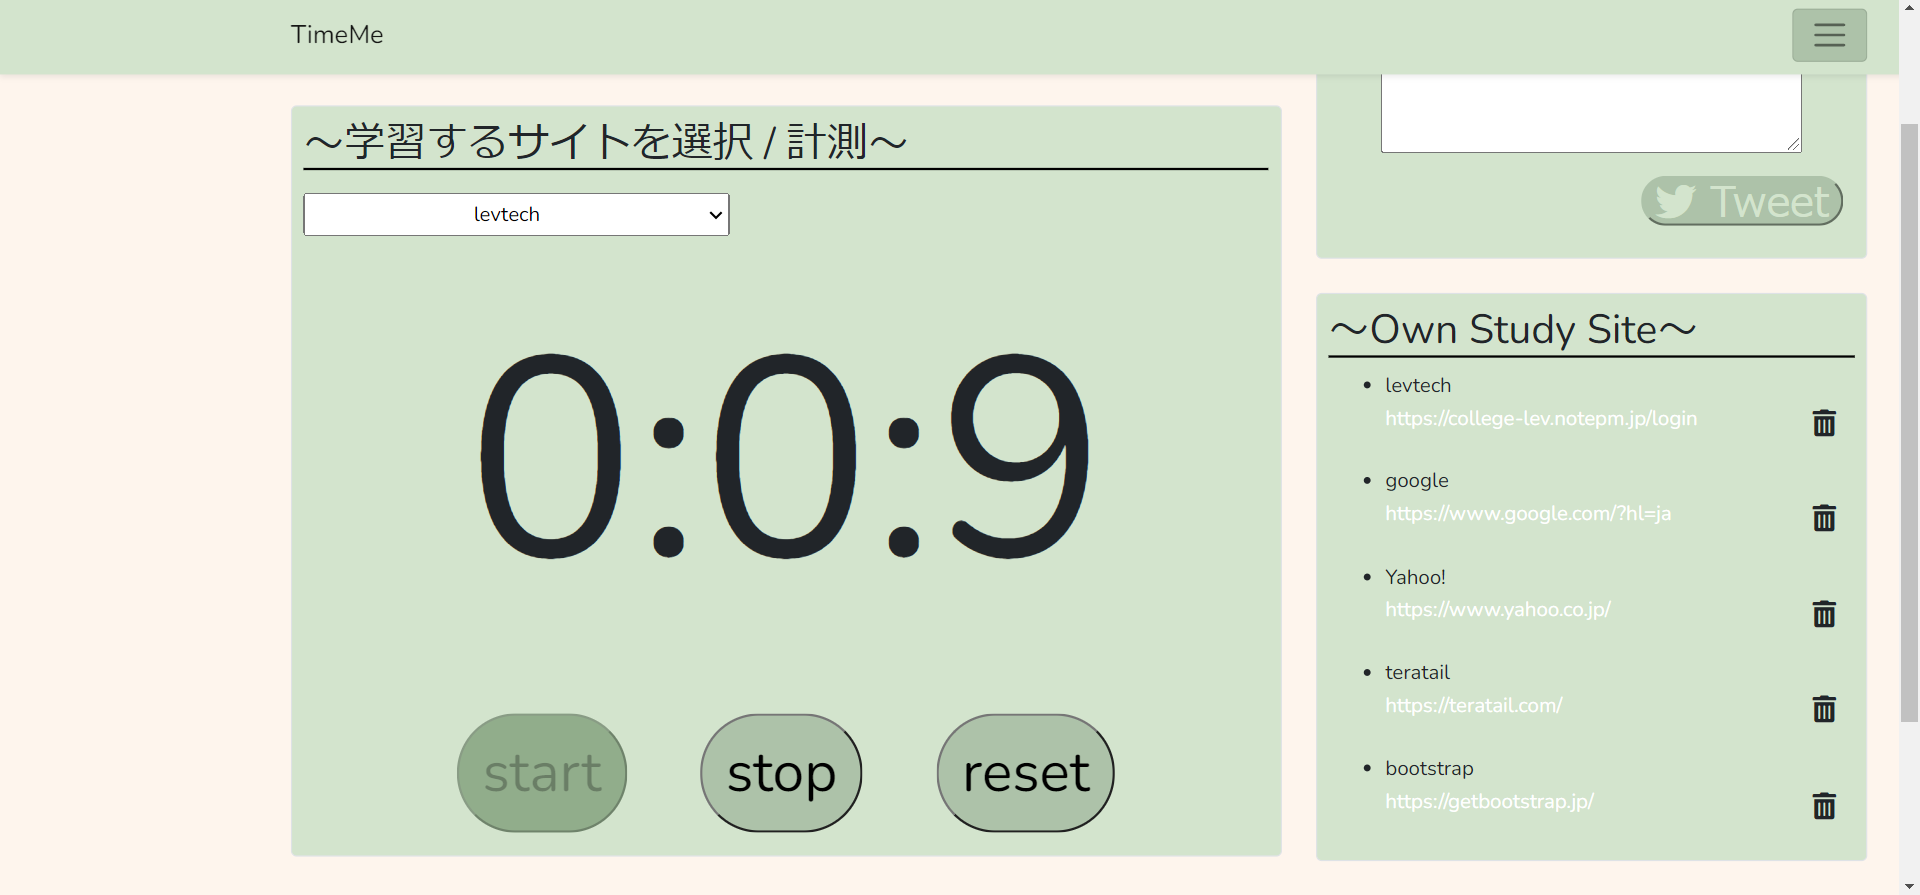 TimeMe
～学習するサイトを選択 / 計測～
levtech
0:0:9
start
stop
reset
Tweet
～Own Study Site～
levtech
https://college-lev.notepm.jp/login
google
https://www.google.com/?hl=ja
Yahoo!
https://www.yahoo.co.jp/
teratail
https://teratail.com/
bootstrap
https://getbootstrap.jp/